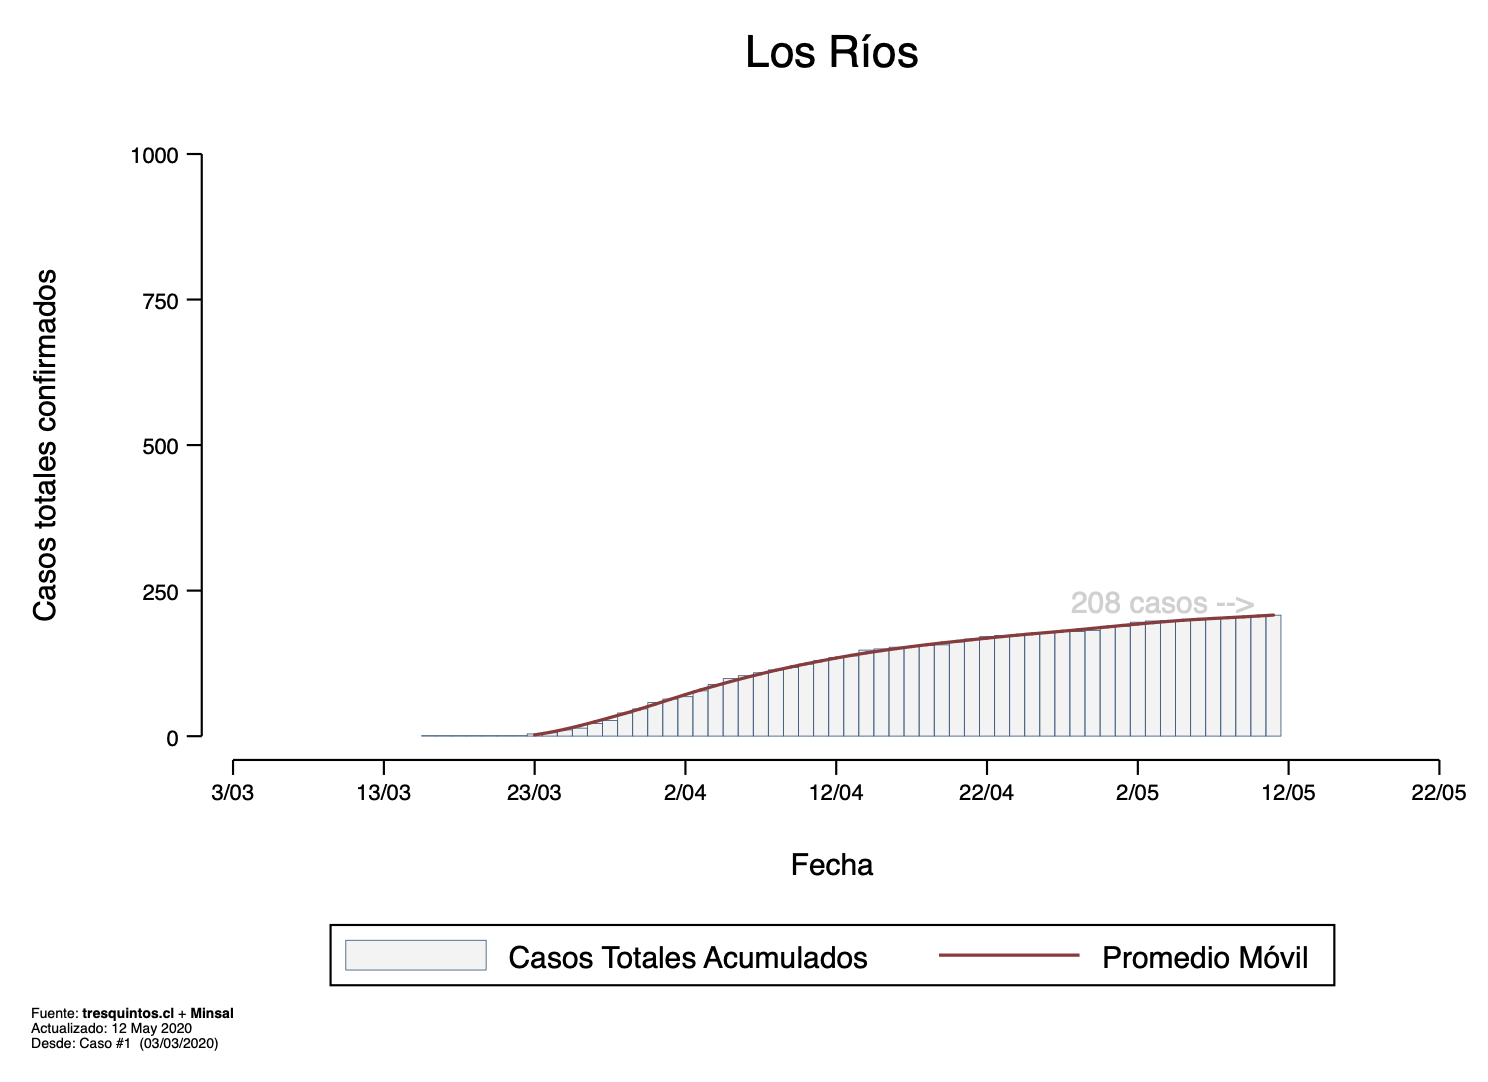 Los Ríos
Casos totales confirmados
1000
750
500
250
0
208 casos -->
3/03 13/03 23/03 2/04 12/04 22/04 2/05 12/05 22/05
Fecha
Casos Totales Acumulados Promedio Móvil
Fuente: tresquintos.cl + Minsal
Actualizado: 12 May 2020
Desde: Caso #1 (03/03/2020)